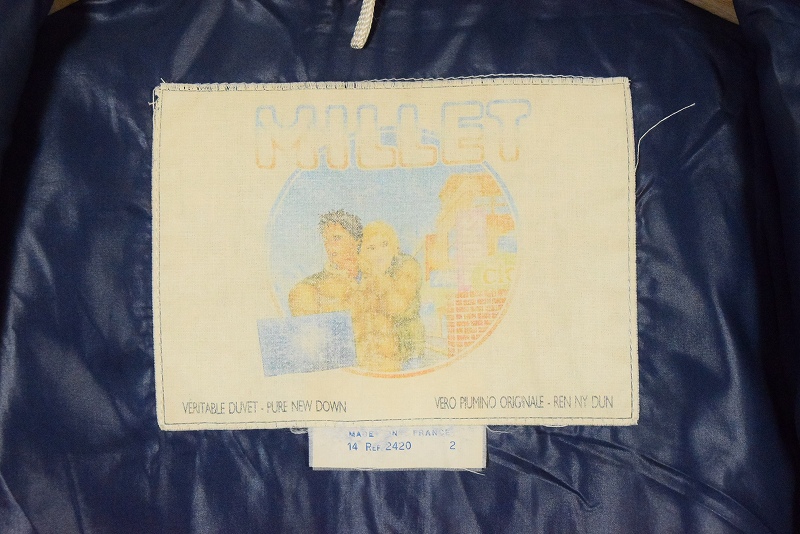 MILLET
VERITABLE DUVET - PURE NEW DOWN
VERO PIUMINO ORIGINALE - REN NY DUN
MADE IN FRANCE
14 REF. 2420 2